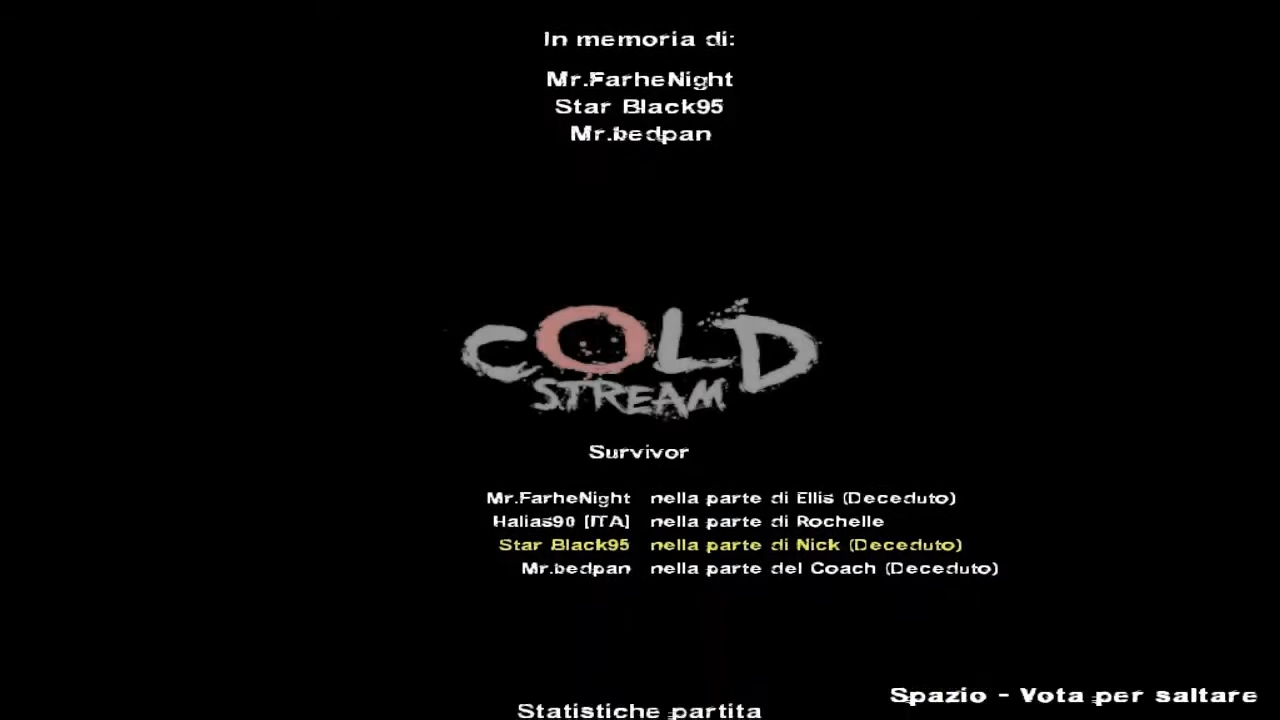 In memoria di:
Mr.FarheNight
Star Black95
Mr.bedpan
COLD
STREAM
Survivor
Mr.FarheNight nella parte di Ellis (Deceduto)
Halias90 [ITA] nella parte di Rochelle
Star Black95 nella parte di Nick (Deceduto)
Mr.bedpan nella parte del Coach (Deceduto)
Spazio - Vota per saltare
Statistiche partita